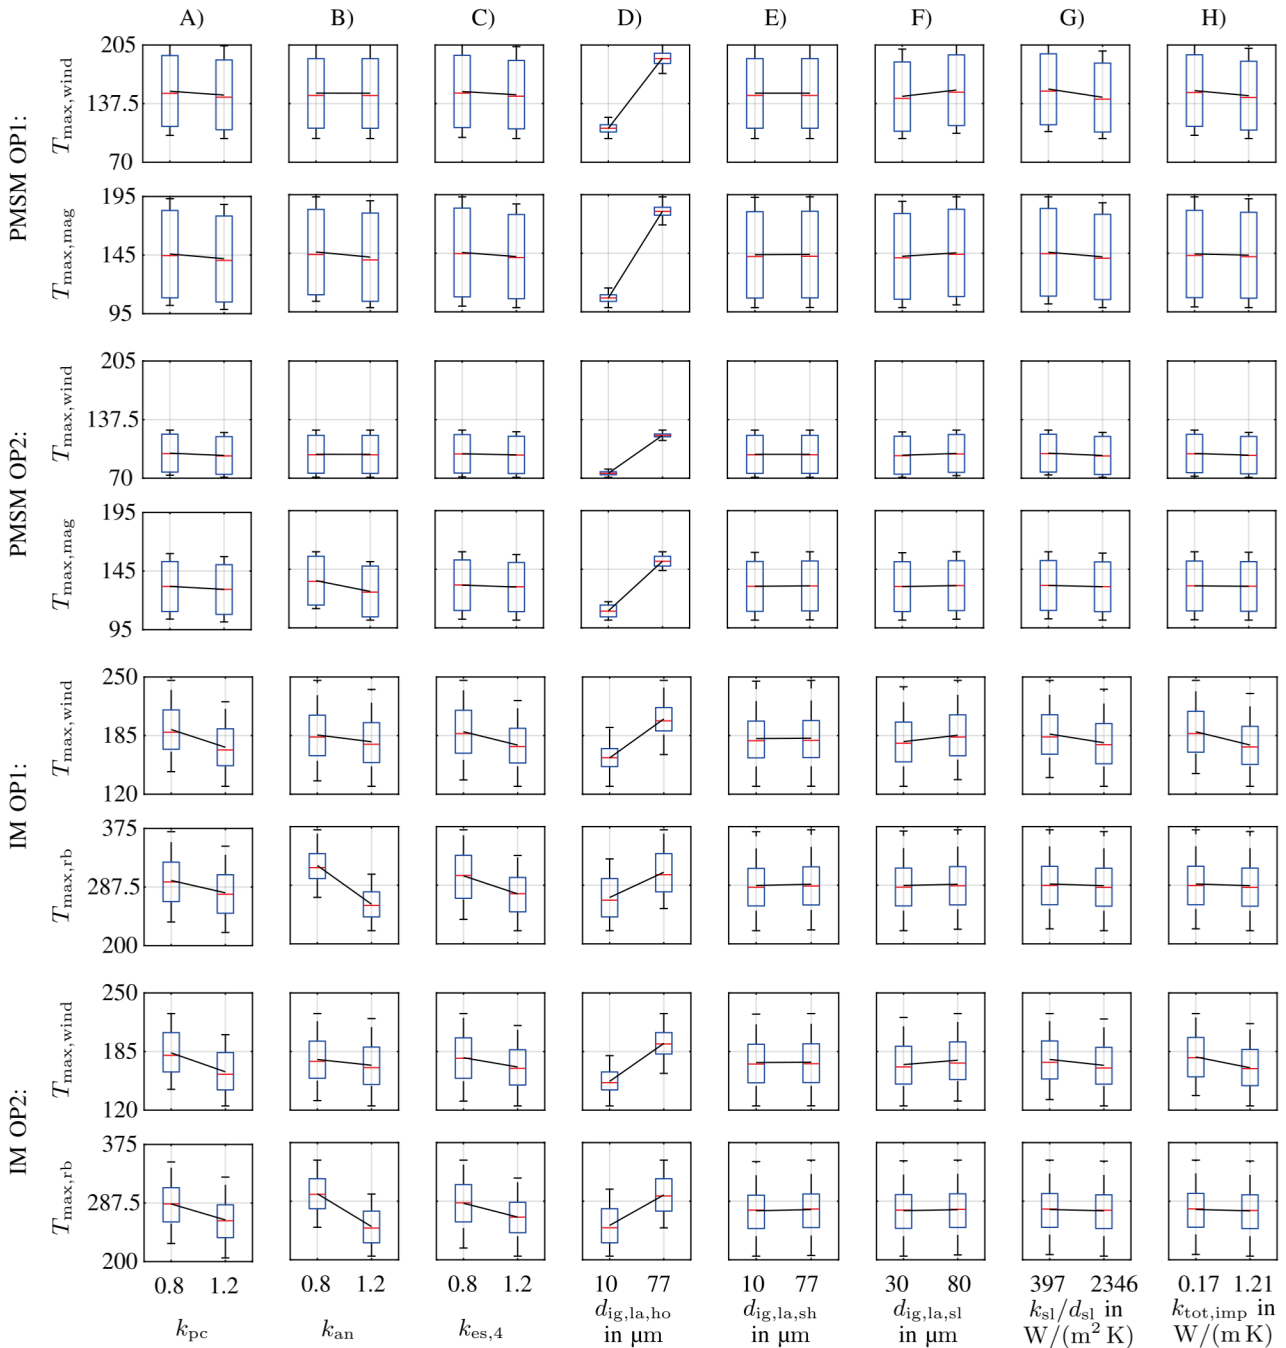 A) B) C) D) E) F) G) H)
PMSM OP1:
T_max,wind
205
137.5
70
T_max,mag
195
145
95
PMSM OP2:
T_max,wind
205
137.5
70
T_max,mag
195
145
95
IM OP1:
T_max,wind
250
185
120
T_max,rb
375
287.5
200
IM OP2:
T_max,wind
250
185
120
T_max,rb
375
287.5
200
0.8 1.2 0.8 1.2 0.8 1.2 10 77 10 77 30 80 397 2346 0.17 1.21
k_pc
k_an
k_es,4
d_ig,la,ho
in µm
d_ig,la,sh
in µm
d_ig,la,sl
in µm
k_sl/d_sl in
W/(m² K)
k_tot,imp in
W/(m K)